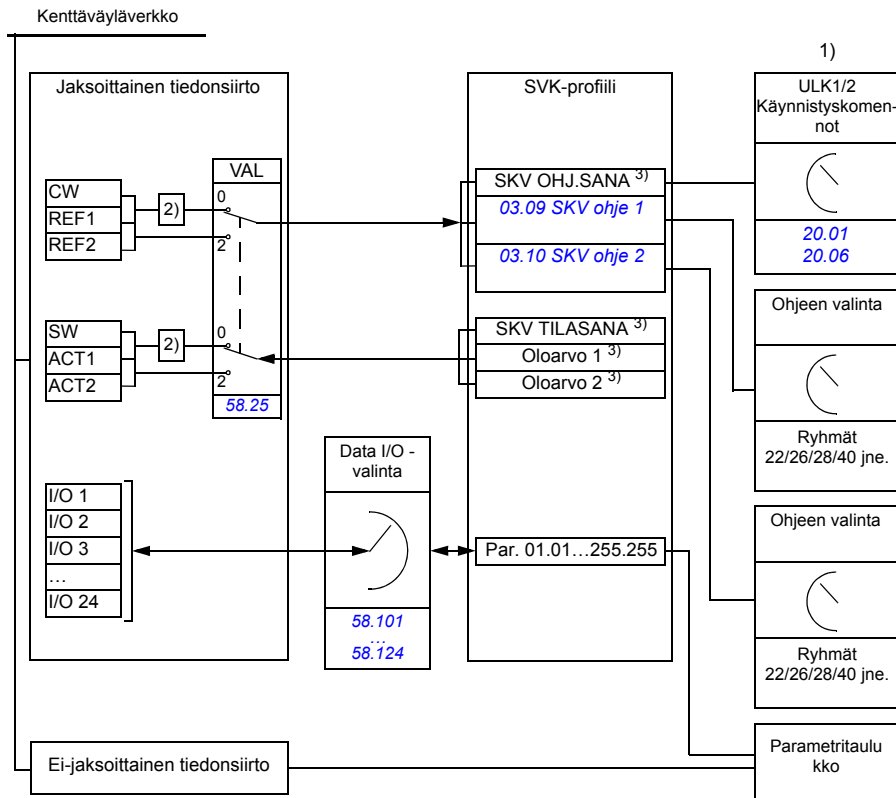 Kenttäväyläverkko
Jaksoittainen tiedonsiirto
CW
REF1
REF2
2)
VAL
0
2
SW
ACT1
ACT2
2)
0
2
58.25
I/O 1
I/O 2
I/O 3
...
I/O 24
Data I/O -
valinta
58.101
...
58.124
SVK-profiili
SKV OHJ.SANA 3)
03.09 SKV ohje 1
03.10 SKV ohje 2
SKV TILASANA 3)
Oloarvo 1 3)
Oloarvo 2 3)
Par. 01.01...255.255
1)
ULK1/2
Käynnistyskomen-
not
20.01
20.06
Ohjeen valinta
Ryhmät
22/26/28/40 jne.
Ohjeen valinta
Ryhmät
22/26/28/40 jne.
Ei-jaksoittainen tiedonsiirto
Parametritaulu
kko